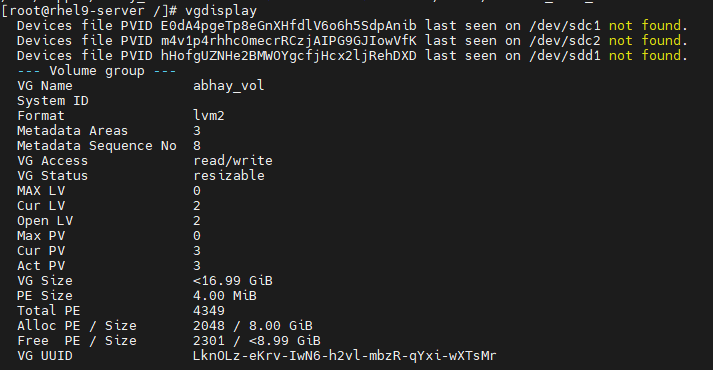 [root@rhel9-server /]# vgdisplay
Devices file PVID E0dA4pgeTp8eGnXHfdlV6o6h5SdpAnib last seen on /dev/sdc1 not found.
Devices file PVID m4v1p4rhhcOmecrRCzjAIPG9GJIowVfK last seen on /dev/sdc2 not found.
Devices file PVID hHofgUZNHe2BMWOYgcfjHcx2ljRehDXD last seen on /dev/sdd1 not found.
--- Volume group ---
VG Name               abhay_vol
System ID
Format                lvm2
Metadata Areas        3
Metadata Sequence No  8
VG Access             read/write
VG Status             resizable
MAX LV                0
Cur LV                2
Open LV               2
Max PV                0
Cur PV                3
Act PV                3
VG Size               <16.99 GiB
PE Size               4.00 MiB
Total PE              4349
Alloc PE / Size       2048 / 8.00 GiB
Free  PE / Size       2301 / <8.99 GiB
VG UUID               LknOLz-eKrv-IwN6-h2vl-mbzR-qYxi-wXTsMr